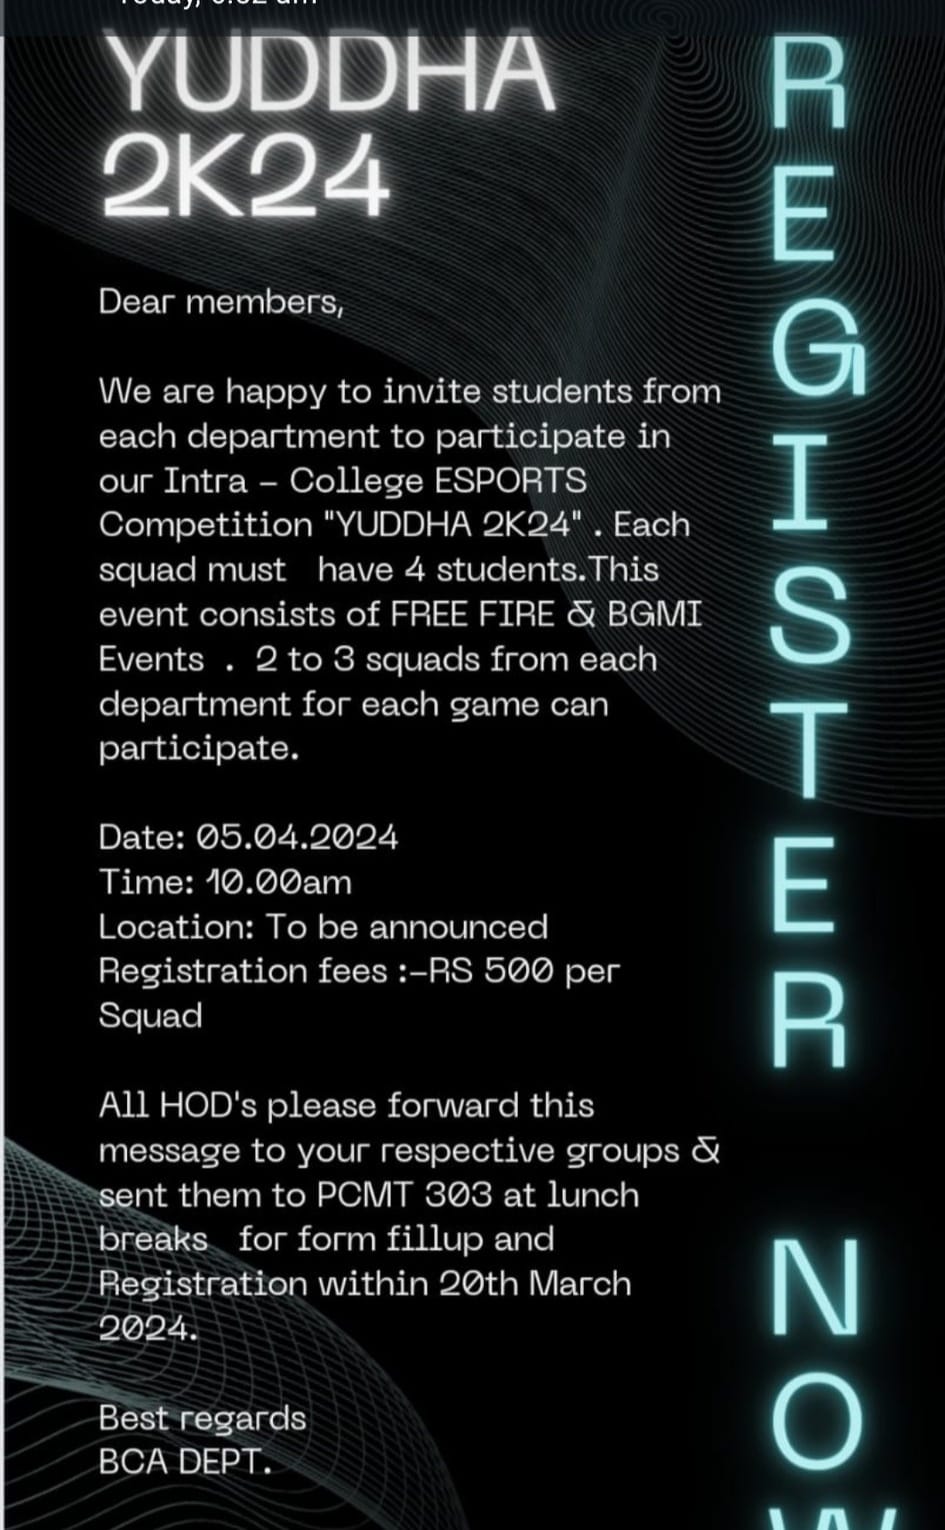 YUDDHA
2K24
Dear members,
We are happy to invite students from
each department to participate in
our Intra – College ESPORTS
Competition "YUDDHA 2K24" . Each
squad must   have 4 students.This
event consists of FREE FIRE & BGMI
Events  .  2 to 3 squads from each
department for each game can
participate.
Date: 05.04.2024
Time: 10.00am
Location: To be announced
Registration fees :-RS 500 per
Squad
All HOD's please forward this
message to your respective groups &
sent them to PCMT 303 at lunch
breaks   for form fillup and
Registration within 20th March
2024.
Best regards
BCA DEPT.
REGISTER NOW